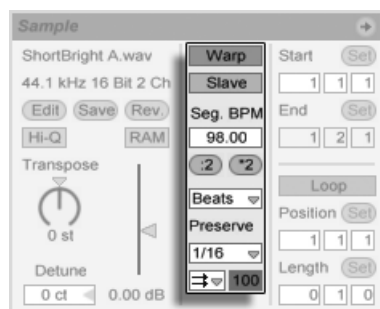 Sample
ShortBright A.wav
44.1 kHz 16 Bit 2 Ch
Edit Save Rev.
Hi-Q RAM
Transpose
0 st
Detune
0 ct 0.00 dB
Warp
Slave
Seg. BPM
98.00
:2 *2
Beats
Preserve
1/16
100
Start Set
1 1 1
End Set
1 2 1
Loop
Position Set
1 1 1
Length Set
0 1 0